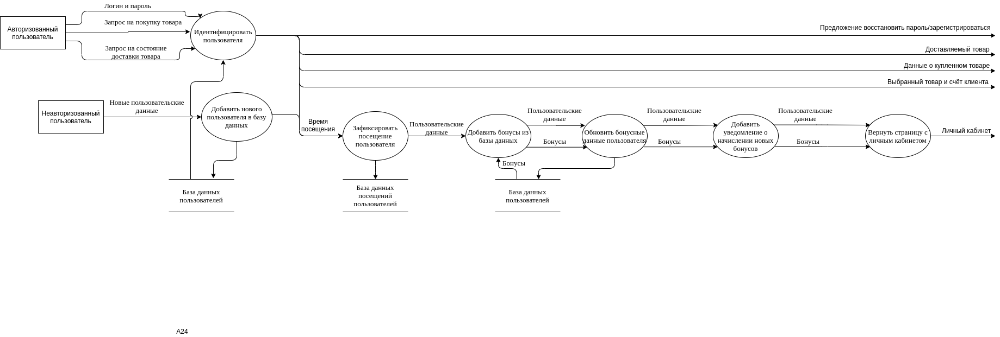 Логин и пароль
Авторизованный
пользователь
Запрос на покупку товара
Идентифицировать
пользователя
Запрос на состояние
доставки товара
Предложение восстановить пароль/зарегистрироваться
Доставляемый товар
Данные о купленном товаре
Выбранный товар и счёт клиента
Неавторизованный
пользователь
Новые пользовательские
данные
Добавить нового
пользователя в базу
данных
Время
посещения
Зафиксировать
посещение
пользователя
Пользовательские
данные
Добавить бонусы из
базы данных
Пользовательские
данные
Бонусы
Обновить бонусные
данные пользователя
Пользовательские
данные
Бонусы
Добавить
уведомление о
начислении новых
бонусов
Пользовательские
данные
Бонусы
Вернуть страницу с
личным кабинетом
Личный кабинет
Бонусы
База данных
пользователей
База данных
посещений
пользователей
База данных
пользователей
A24